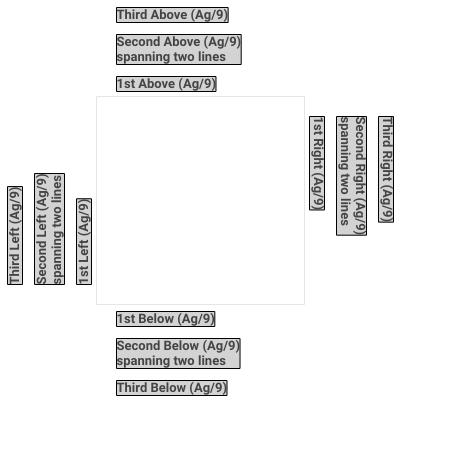 Third Above (Ag/9)
Second Above (Ag/9)
spanning two lines
1st Above (Ag/9)
Third Left (Ag/9)
Second Left (Ag/9)
spanning two lines
1st Left (Ag/9)
1st Right (Ag/9)
Second Right (Ag/9)
spanning two lines
Third Right (Ag/9)
1st Below (Ag/9)
Second Below (Ag/9)
spanning two lines
Third Below (Ag/9)